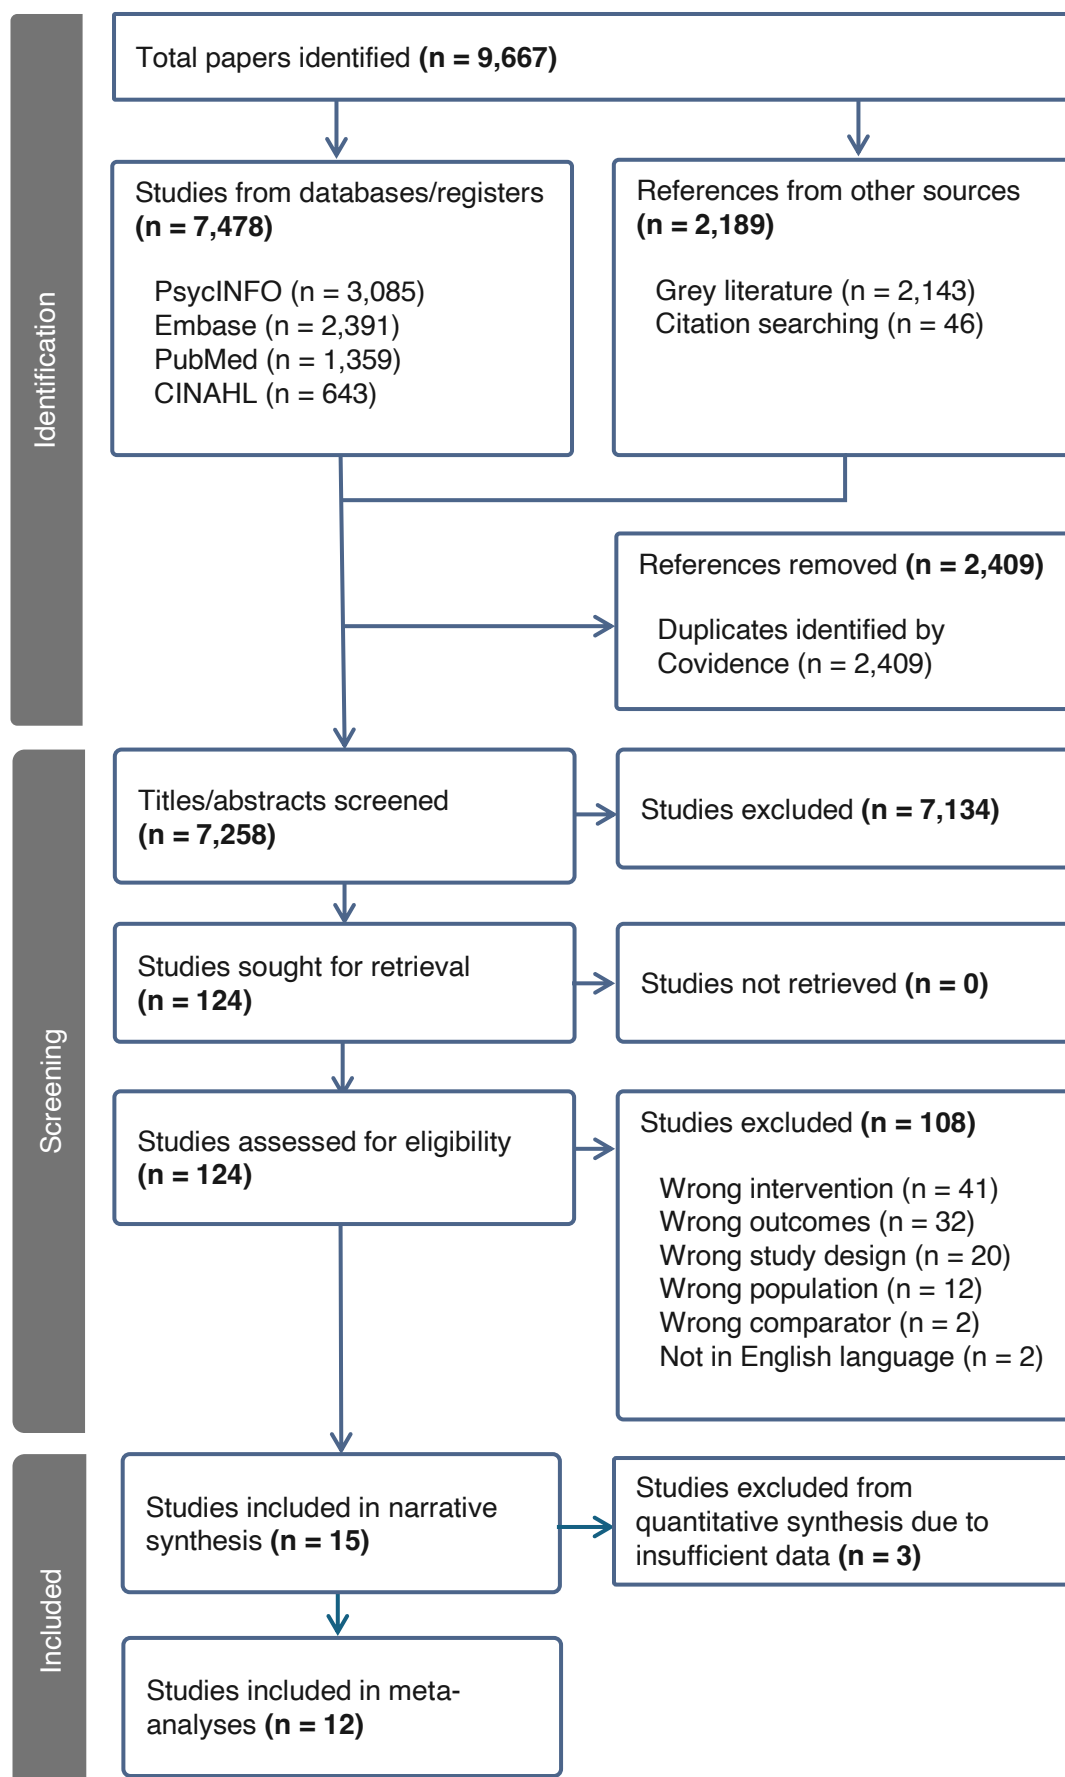 Identification
Total papers identified (n = 9,667)
Studies from databases/registers
(n = 7,478)
PsycINFO (n = 3,085)
Embase (n = 2,391)
PubMed (n = 1,359)
CINAHL (n = 643)
References from other sources
(n = 2,189)
Grey literature (n = 2,143)
Citation searching (n = 46)
References removed (n = 2,409)
Duplicates identified by
Covidence (n = 2,409)
Screening
Titles/abstracts screened
(n = 7,258)
Studies excluded (n = 7,134)
Studies sought for retrieval
(n = 124)
Studies not retrieved (n = 0)
Studies assessed for eligibility
(n = 124)
Studies excluded (n = 108)
Wrong intervention (n = 41)
Wrong outcomes (n = 32)
Wrong study design (n = 20)
Wrong population (n = 12)
Wrong comparator (n = 2)
Not in English language (n = 2)
Included
Studies included in narrative
synthesis (n = 15)
Studies excluded from
quantitative synthesis due to
insufficient data (n = 3)
Studies included in meta-
analyses (n = 12)